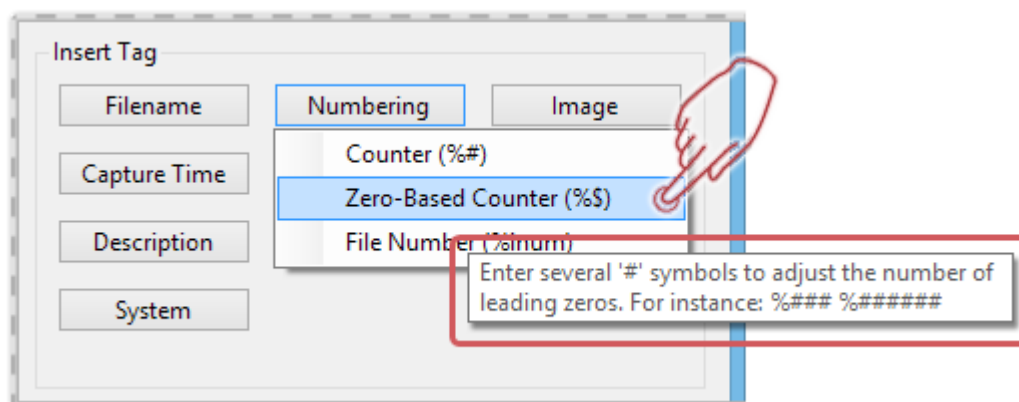 Insert Tag
Filename
Numbering
Image
Capture Time
Counter (%#)
Zero-Based Counter (%$)
Description
File Number
Enter several '#' symbols to adjust the number of
leading zeros. For instance: %### %######
System